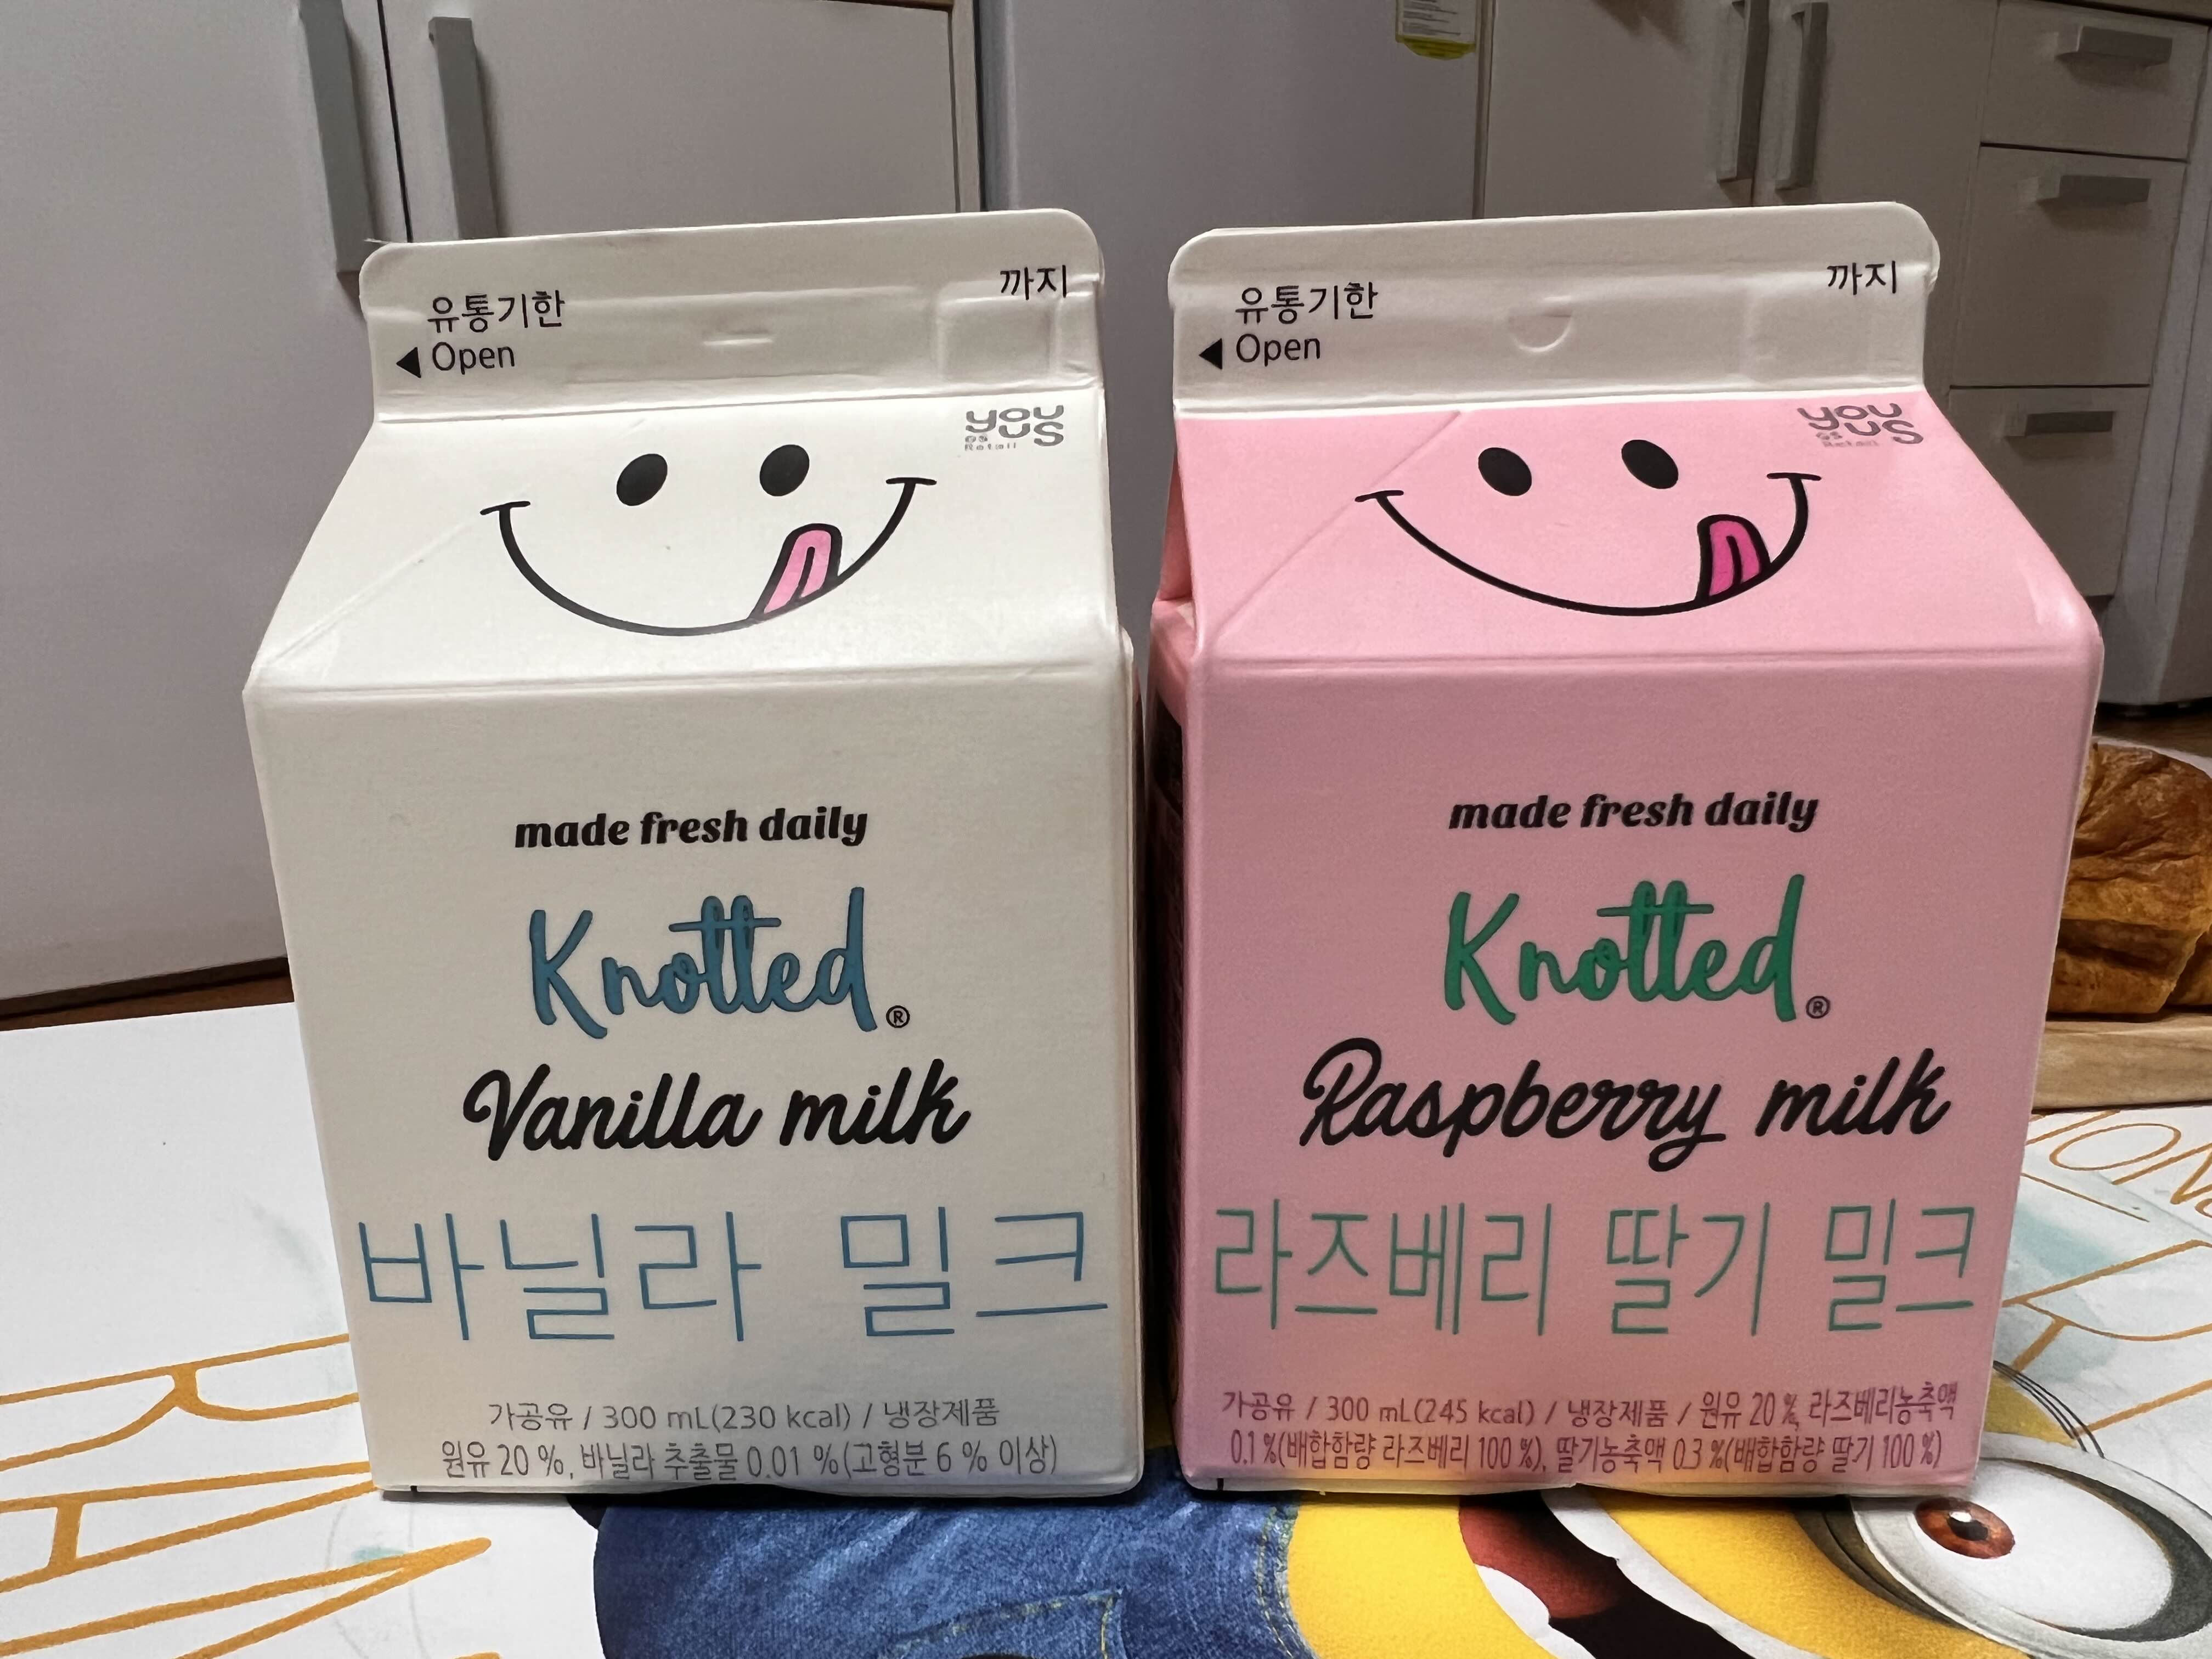 유통기한
까지
Open
you
us
GS
Retail
made fresh daily
Knotted®
Vanilla milk
바닐라 밀크
가공유 / 300 mL(230 kcal) / 냉장제품
원유 20 %, 바닐라 추출물 0.01 %(고형분 6 % 이상)
유통기한
까지
Open
you
us
GS
Retail
made fresh daily
Knotted®
Raspberry milk
라즈베리 딸기 밀크
가공유 / 300 mL(245 kcal) / 냉장제품 / 원유 20 %, 라즈베리농축액
0.1 %(배합함량 라즈베리 100 %), 딸기농축액 0.3 %(배합함량 딸기 100 %)